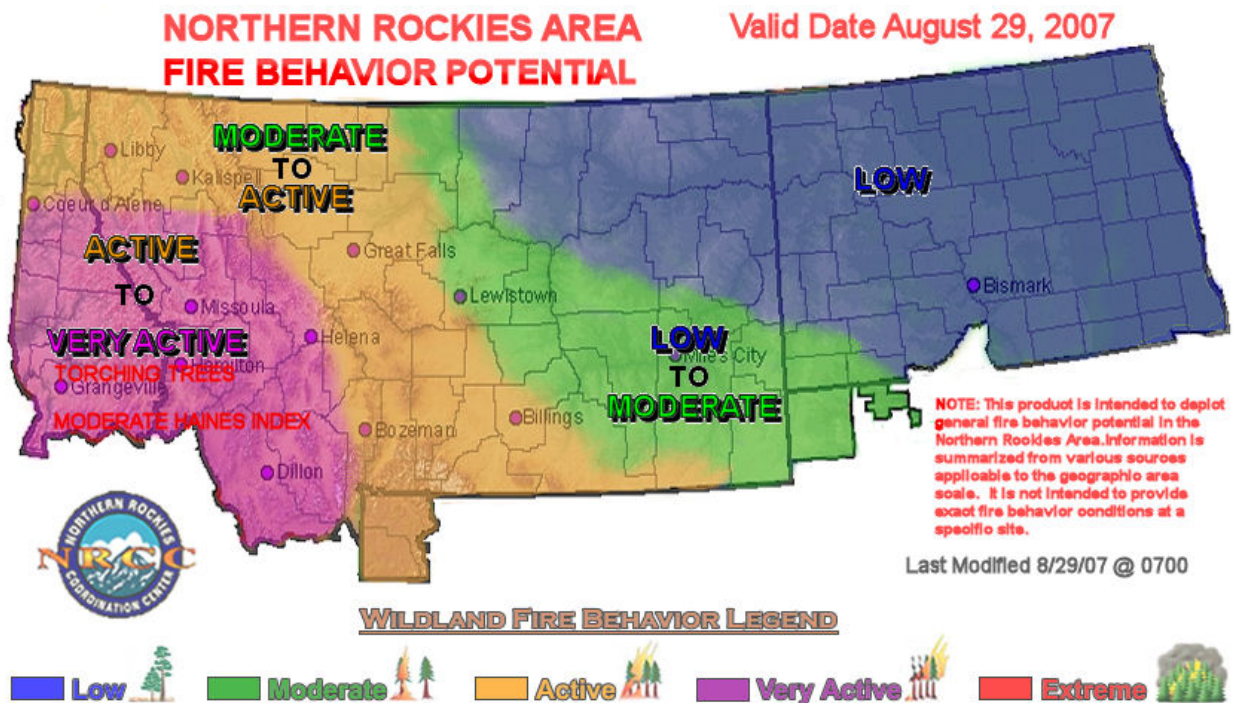 NORTHERN ROCKIES AREA
FIRE BEHAVIOR POTENTIAL
Valid Date August 29, 2007
Libby
Kalispell
MODERATE
TO
ACTIVE
LOW
Coeur d'Alene
ACTIVE
TO
VERY ACTIVE
TORCHING TREES
MODERATE HAINES INDEX
Great Falls
Missoula
Lewistown
Bismark
Helena
Hamilton
Grangeville
LOW
Mile's City
TO
MODERATE
Billings
Bozeman
Dillon
NOTE: This product is intended to depict
general fire behavior potential in the
Northern Rockies Area.Information is
summarized from various sources
applicable to the geographic area
scale. It is not intended to provide
exact fire behavior conditions at a
specific site.
Last Modified 8/29/07 @ 0700
NORTHERN ROCKIES
NRCC
COORDINATION CENTER
WILDLAND FIRE BEHAVIOR LEGEND
Low
Moderate
Active
Very Active
Extreme